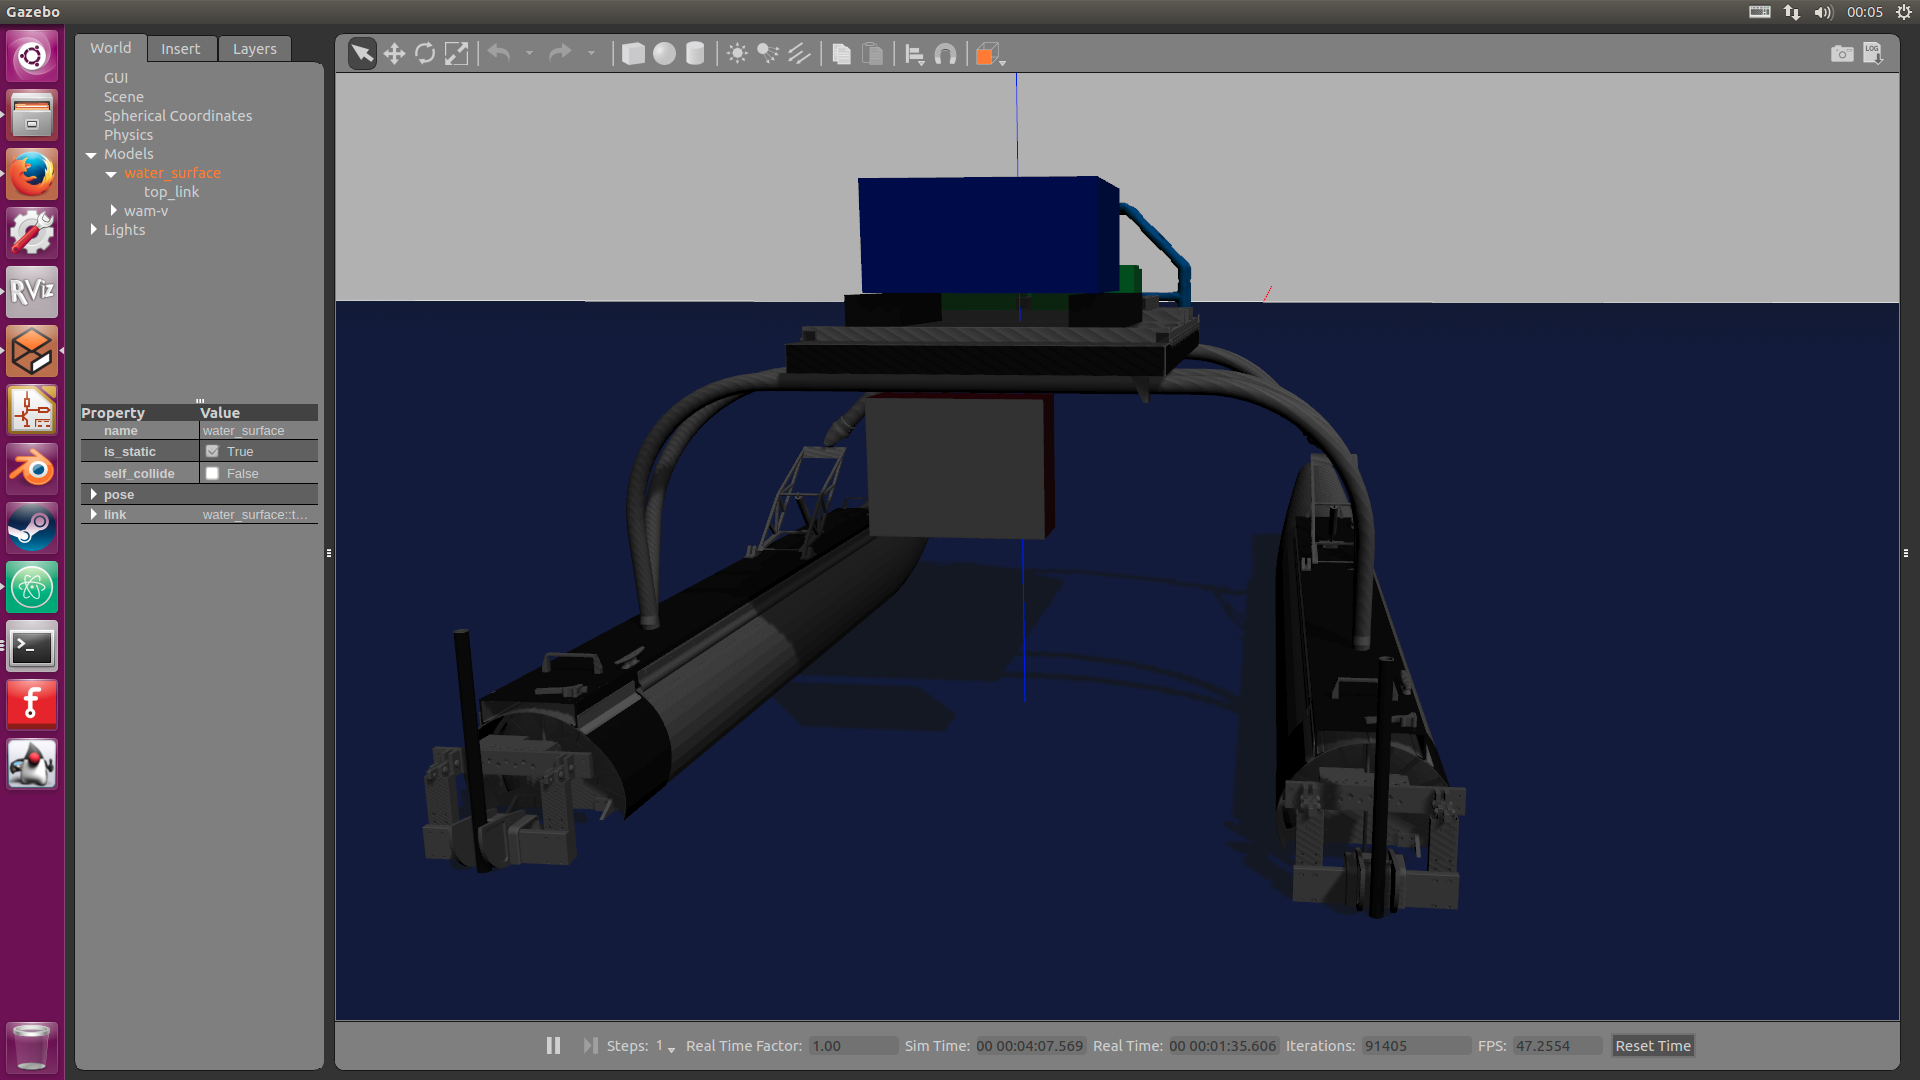 Gazebo
00:05
World
Insert
Layers
GUI
Scene
Spherical Coordinates
Physics
Models
water_surface
top_link
wam-v
Lights
Property Value
name water_surface
is_static True
self_collide False
pose
link water_surface::t...
RViz
LOG
Steps: 1 Real Time Factor: 1.00 Sim Time: 00 00:04:07.569 Real Time: 00 00:01:35.606 Iterations: 91405 FPS: 47.2554 Reset Time